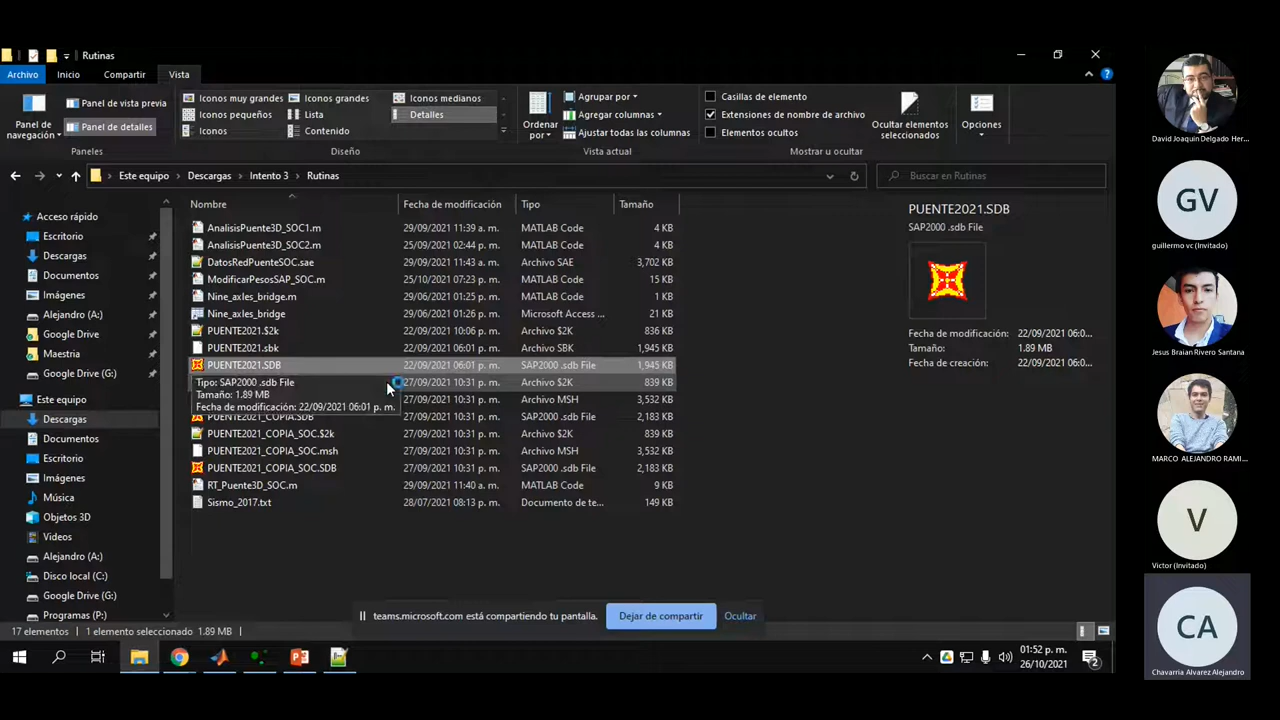 Rutinas
Archivo Inicio Compartir Vista
Panel de navegación
Panel de vista previa
Panel de detalles
Paneles
Iconos muy grandes Iconos grandes Iconos medianos
Iconos pequeños Lista Detalles
Iconos Contenido
Diseño
Ordenar por
Agrupar por
Agregar columnas
Ajustar todas las columnas
Vista actual
Casillas de elemento
Extensiones de nombre de archivo
Elementos ocultos
Ocultar elementos seleccionados
Mostrar u ocultar
Opciones
Este equipo > Descargas > Intento 3 > Rutinas
Buscar en Rutinas
Acceso rápido
Escritorio
Descargas
Documentos
Imágenes
Alejandro (A:)
Google Drive
Maestria
Google Drive (G:)
Este equipo
Descargas
Documentos
Escritorio
Imágenes
Música
Objetos 3D
Videos
Alejandro (A:)
Disco local (C:)
Google Drive (G:)
Programas (P:)
Nombre Fecha de modificación Tipo Tamaño
AnalisisPuente3D_SOC1.m 29/09/2021 11:39 a. m. MATLAB Code 4 KB
AnalisisPuente3D_SOC2.m 25/10/2021 02:44 p. m. MATLAB Code 4 KB
DatosRedPuenteSOC.sae 29/09/2021 11:43 a. m. Archivo SAE 3,702 KB
ModificarDañosSAP_SOC.m 25/10/2021 07:23 p. m. MATLAB Code 15 KB
Nine_axles_bridge.m 29/06/2021 01:25 p. m. MATLAB Code 1 KB
Nine_axles_bridge 29/06/2021 01:26 p. m. Microsoft Access ... 21 KB
PUENTE2021.$2k 22/09/2021 10:06 p. m. Archivo $2K 836 KB
PUENTE2021.sbk 22/09/2021 06:01 p. m. Archivo SBK 1,945 KB
PUENTE2021.SDB 22/09/2021 06:01 p. m. SAP2000 .sdb File 1,945 KB
27/09/2021 10:31 p. m. Archivo $2K 839 KB
27/09/2021 10:31 p. m. Archivo MSH 3,532 KB
PUENTE2021_COPIA.SDB 27/09/2021 10:31 p. m. SAP2000 .sdb File 2,183 KB
PUENTE2021_COPIA_SOC.$2k 27/09/2021 10:31 p. m. Archivo $2K 839 KB
PUENTE2021_COPIA_SOC.msh 27/09/2021 10:31 p. m. Archivo MSH 3,532 KB
PUENTE2021_COPIA_SOC.SDB 27/09/2021 10:31 p. m. SAP2000 .sdb File 2,183 KB
RT_Puente3D_SOC.m 29/09/2021 11:40 a. m. MATLAB Code 9 KB
Sismo_2017.txt 28/07/2021 08:13 p. m. Documento de te... 149 KB
Tipo: SAP2000 .sdb File
Tamaño: 1.89 MB
Fecha de modificación: 22/09/2021 06:01 p. m.
PUENTE2021.SDB
SAP2000 .sdb File
Fecha de modificación: 22/09/2021 06:0...
Tamaño: 1.89 MB
Fecha de creación: 22/09/2021 06:0...
teams.microsoft.com está compartiendo tu pantalla. Dejar de compartir Ocultar
17 elementos 1 elemento seleccionado 1.89 MB
01:52 p. m.
26/10/2021
2
David Joaquin Delgado Her...
GV
guillermo vc (Invitado)
Jesus Braian Rivero Santana
MARCO ALEJANDRO RAMI...
V
Victor (Invitado)
CA
Chavarria Alvarez Alejandro